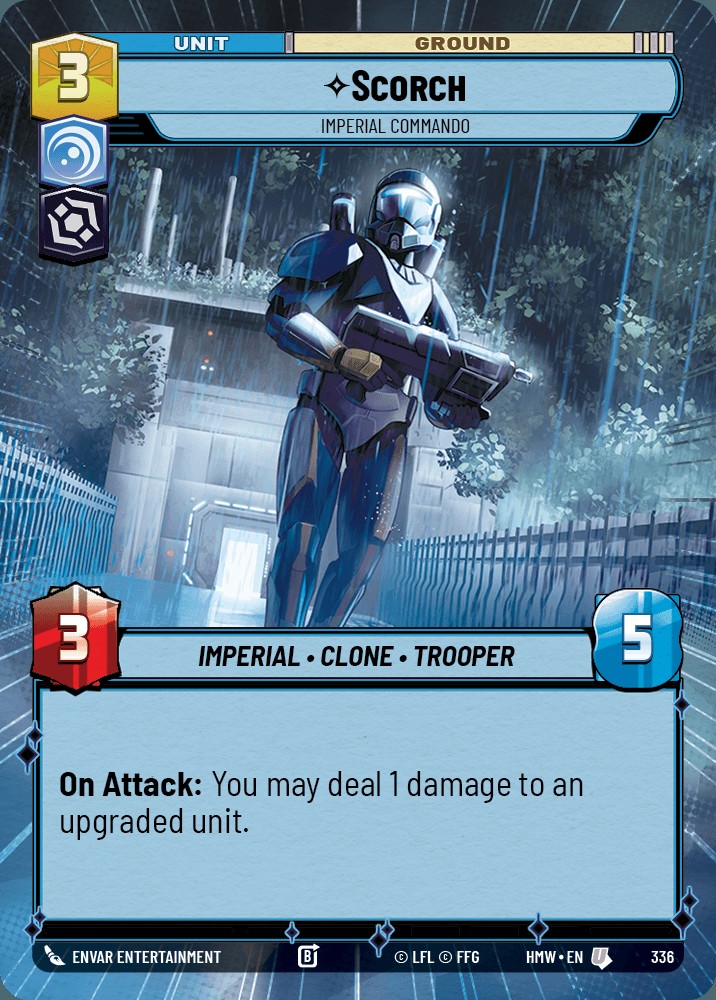 UNIT
GROUND
3
✧SCORCH
IMPERIAL COMMANDO
3
IMPERIAL • CLONE • TROOPER
5
On Attack: You may deal 1 damage to an
upgraded unit.
ENVAR ENTERTAINMENT
B
© LFL © FFG
HMW • EN
U
336